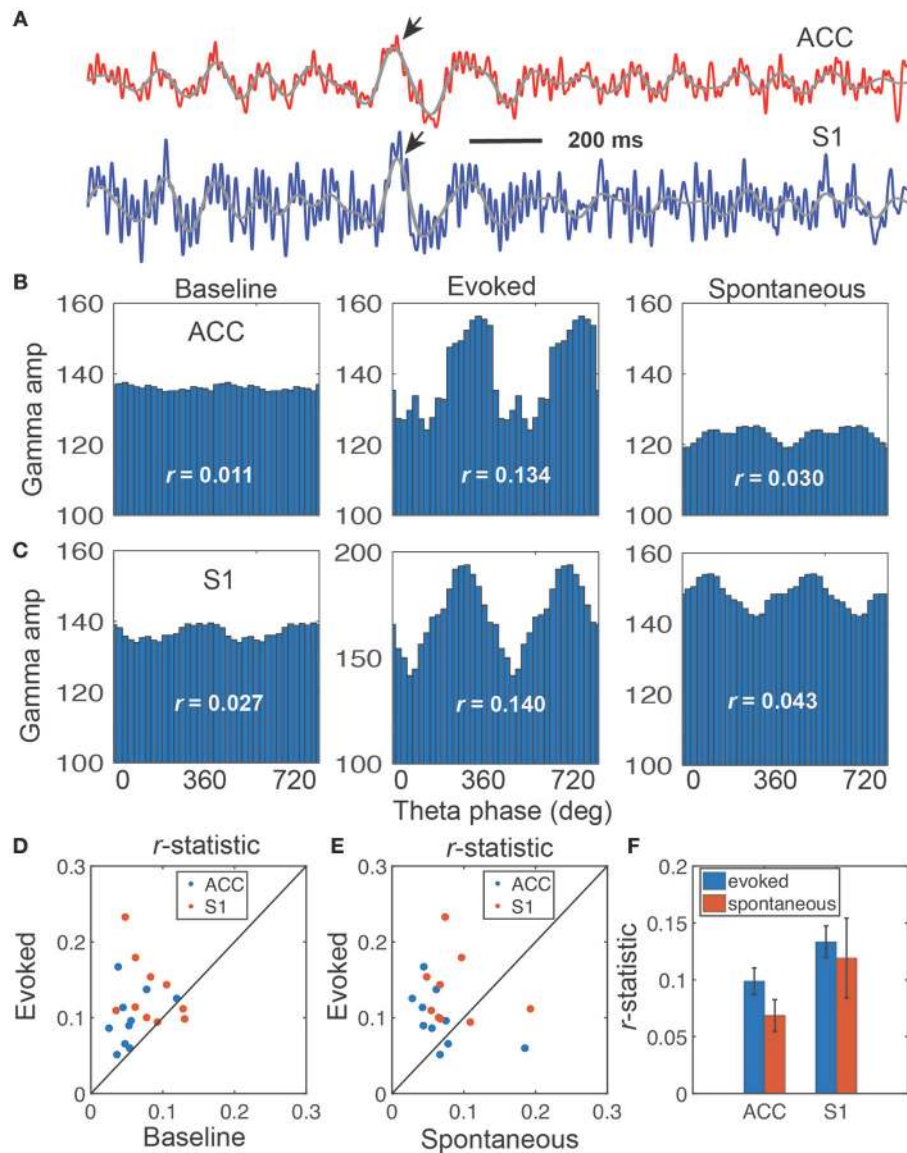 A
ACC
200 ms
S1
B
Baseline
Evoked
Spontaneous
160
140
120
100
Gamma amp
ACC
r = 0.011
160
140
120
100
r = 0.134
160
140
120
100
r = 0.030
C
160
140
120
100
Gamma amp
S1
r = 0.027
0 360 720
200
150
100
r = 0.140
0 360 720
160
140
120
100
r = 0.043
0 360 720
Theta phase (deg)
D
r-statistic
0.3
0.2
0.1
0
Evoked
ACC
S1
0 0.1 0.2 0.3
Baseline
E
r-statistic
0.3
0.2
0.1
0
Evoked
ACC
S1
0 0.1 0.2 0.3
Spontaneous
F
0.2
0.15
0.1
0.05
0
r-statistic
evoked
spontaneous
ACC S1